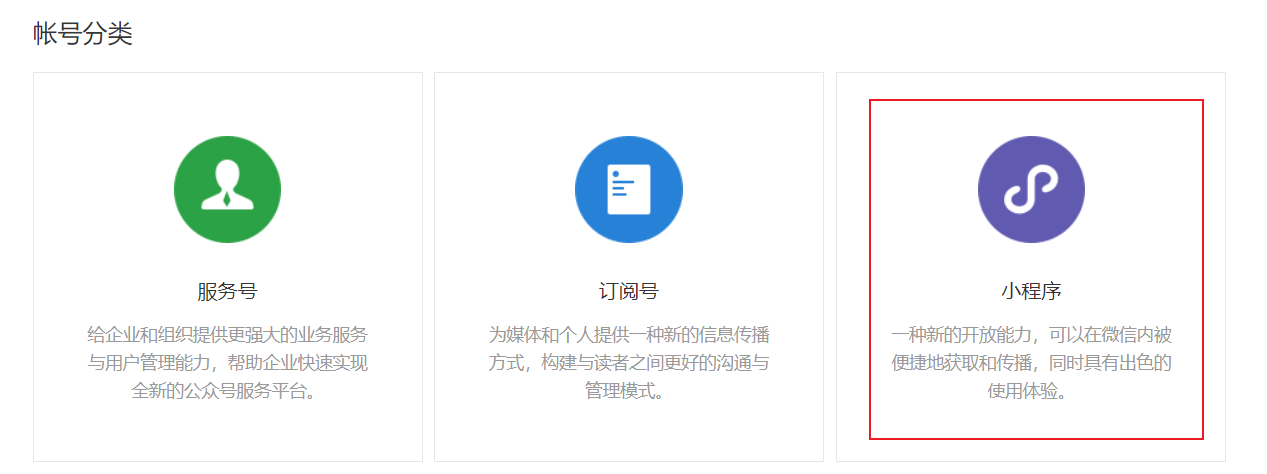 帐号分类
服务号
给企业和组织提供更强大的业务服务
与用户管理能力，帮助企业快速实现
全新的公众号服务平台。
订阅号
为媒体和个人提供一种新的信息传播
方式，构建与读者之间更好的沟通与
管理模式。
小程序
一种新的开放能力，可以在微信内被
便捷地获取和传播，同时具有出色的
使用体验。